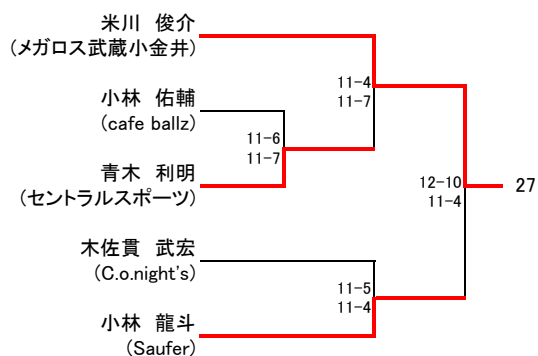 米川 俊介
(メガロス武蔵小金井)
11-4
11-7
小林 佑輔
(cafe ballz)
11-6
11-7
青木 利明
(セントラルスポーツ)
12-10
11-4
27
木佐貫 武宏
(C.o.night's)
11-5
11-4
小林 龍斗
(Saufer)